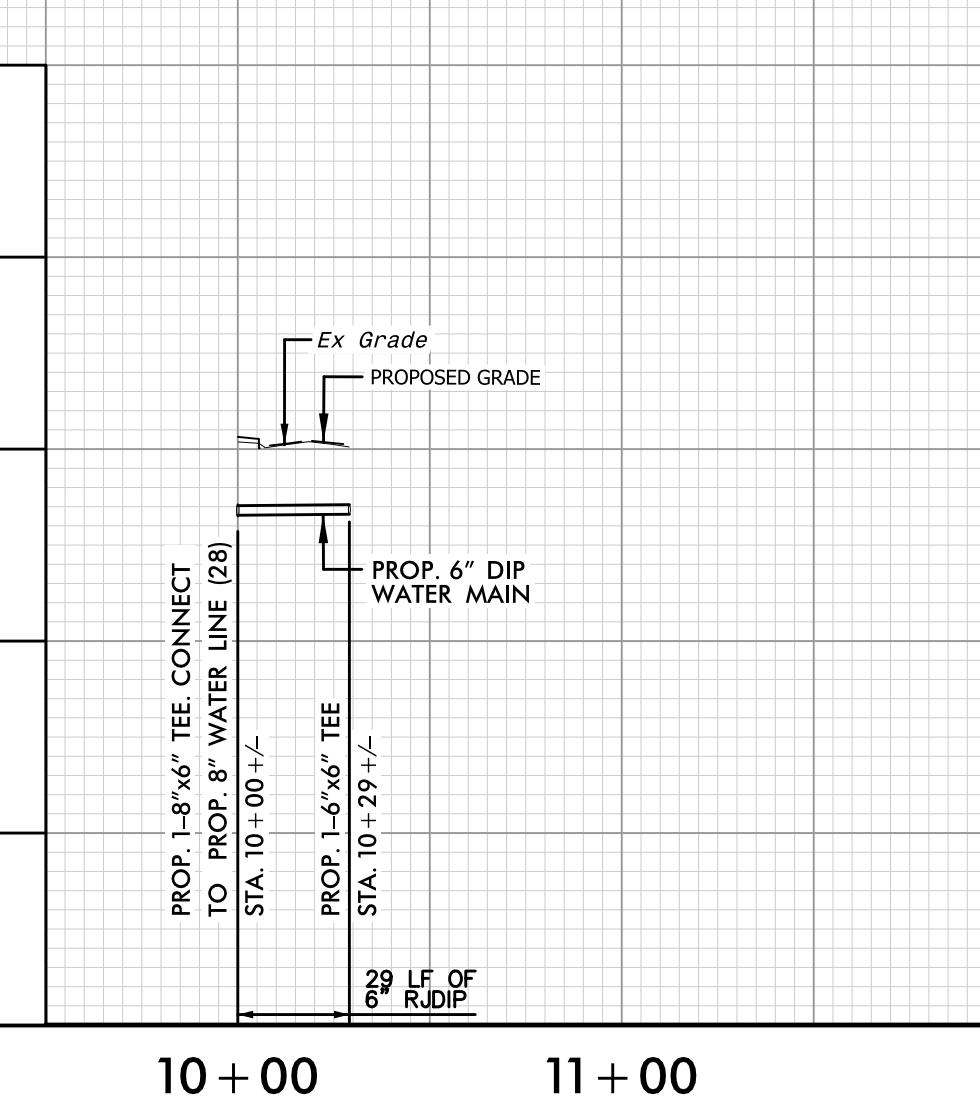 Ex Grade
PROPOSED GRADE
PROP. 6" DIP
WATER MAIN
PROP. 1–8"x6" TEE. CONNECT
TO PROP. 8" WATER LINE (28)
STA. 10+00+/–
PROP. 1–6"x6" TEE
STA. 10+29+/–
29 LF OF
6" RJDIP
10+00
11+00